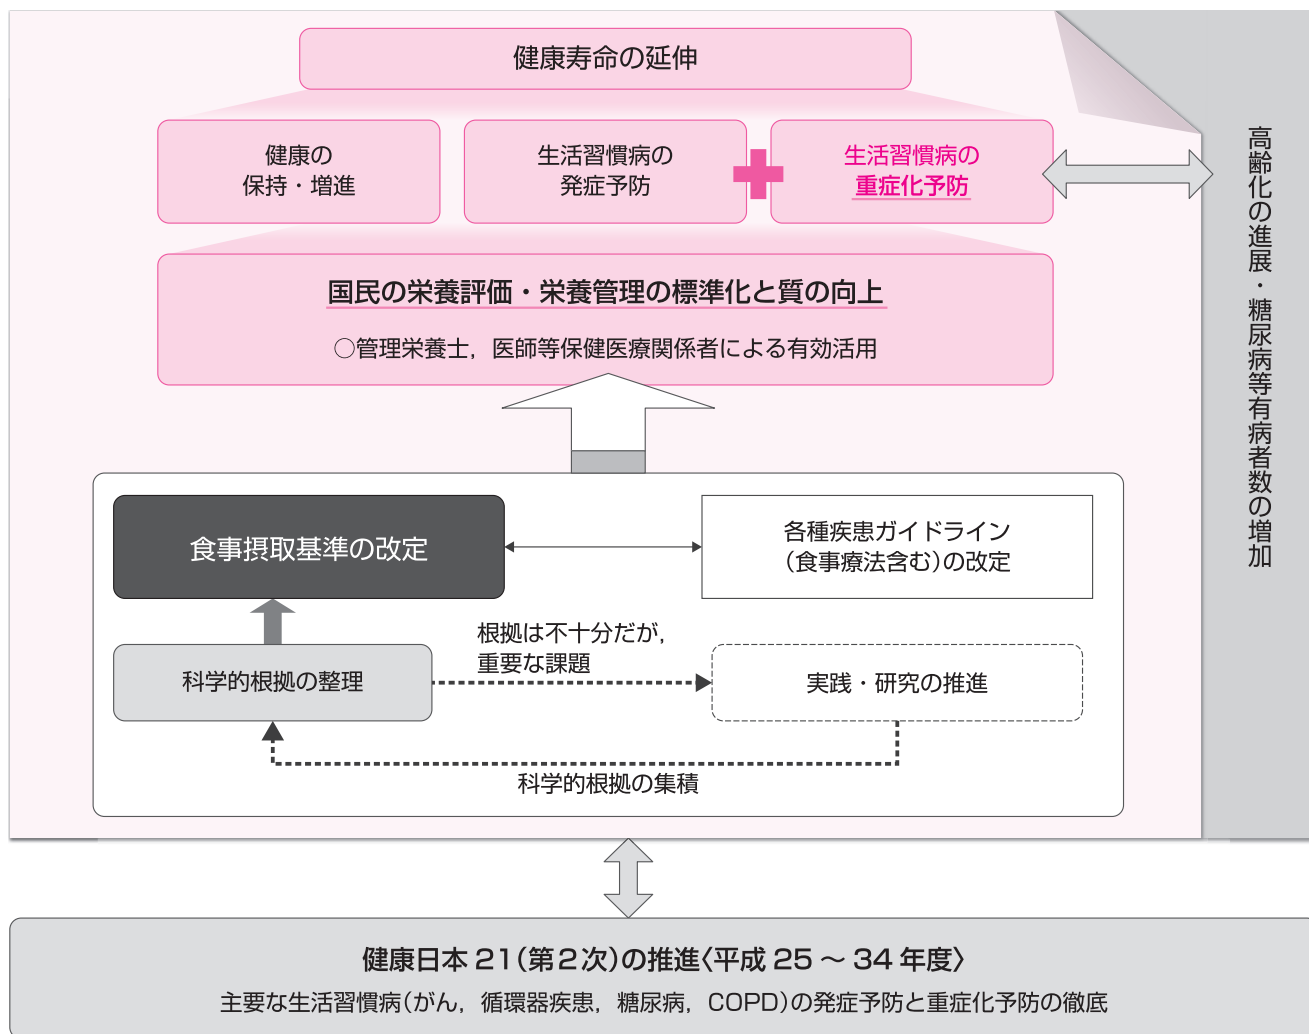 健康寿命の延伸
健康の
保持・増進
生活習慣病の
発症予防
生活習慣病の
重症化予防
高齢化の進展・糖尿病等有病者数の増加
国民の栄養評価・栄養管理の標準化と質の向上
○管理栄養士，医師等保健医療関係者による有効活用
食事摂取基準の改定
各種疾患ガイドライン
（食事療法含む）の改定
根拠は不十分だが，
重要な課題
科学的根拠の整理
実践・研究の推進
科学的根拠の集積
健康日本 21（第２次）の推進〈平成 25 ～ 34 年度〉
主要な生活習慣病（がん，循環器疾患，糖尿病，COPD）の発症予防と重症化予防の徹底